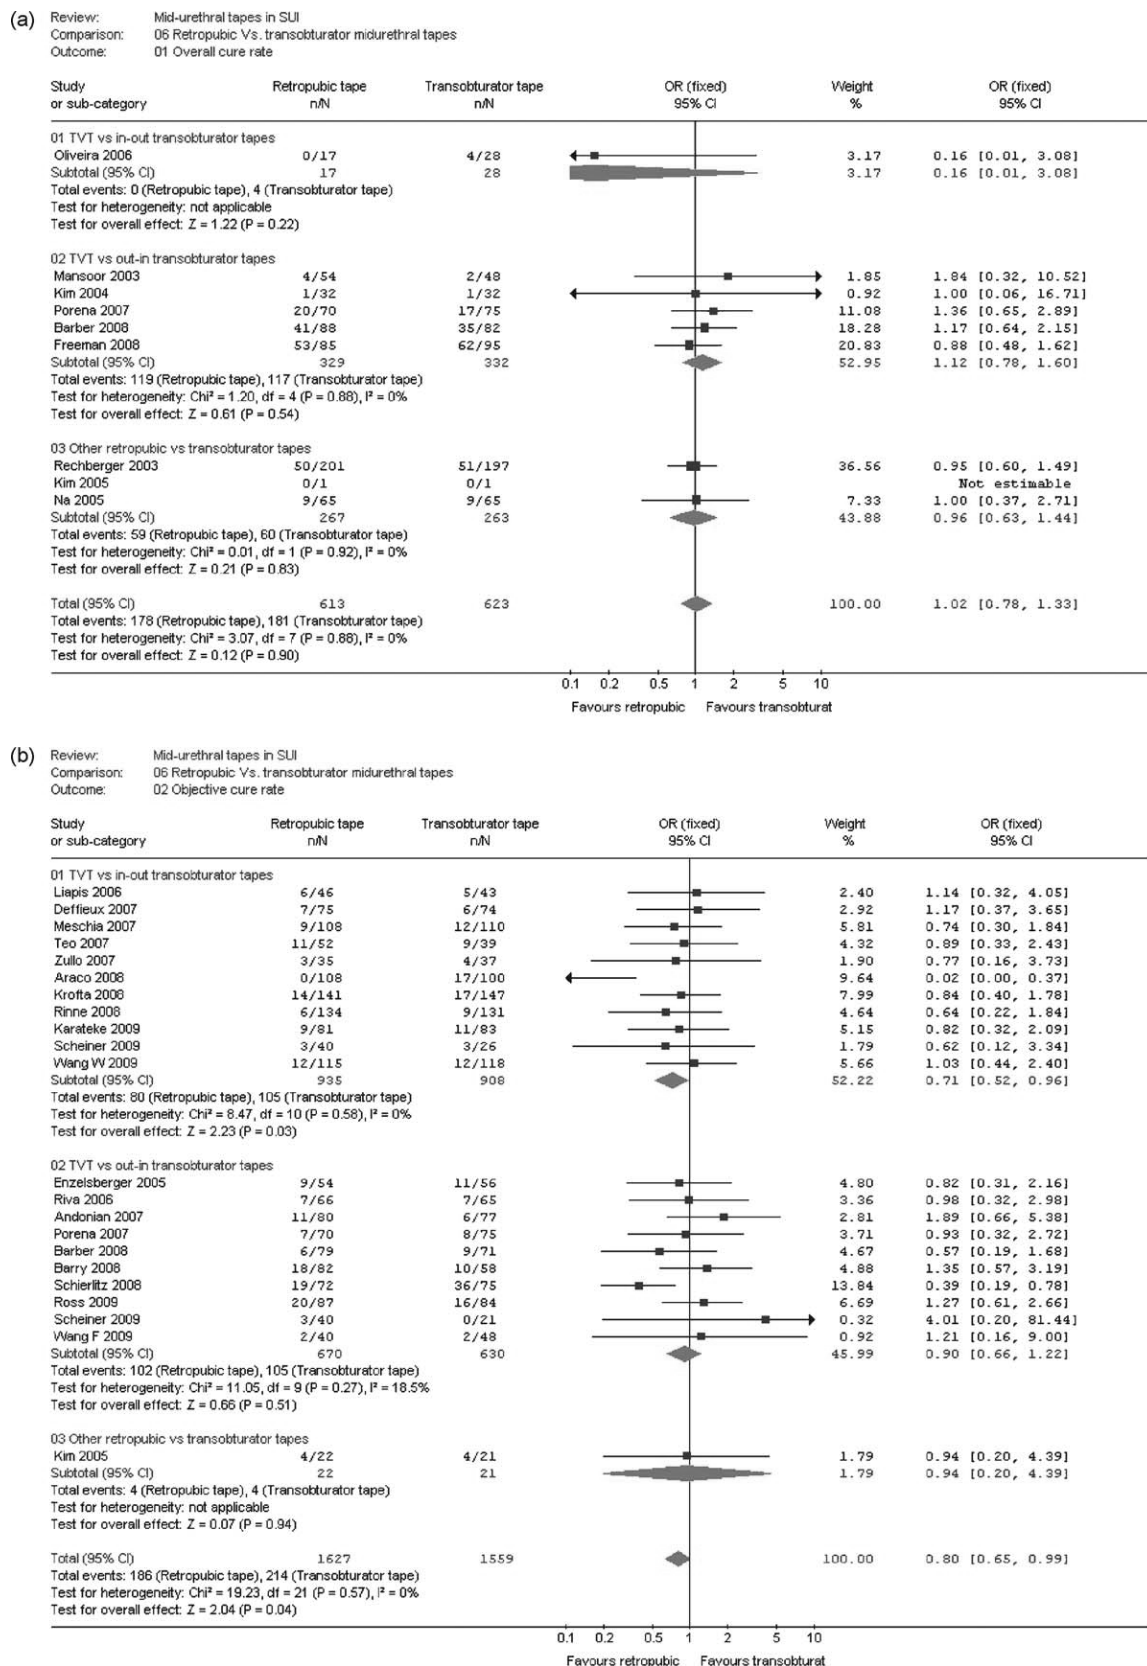 (a) Review: Mid-urethral tapes in SUI
Comparison: 06 Retropubic Vs. transobturator midurethral tapes
Outcome: 01 Overall cure rate
Study Retropubic tape Transobturator tape OR (fixed) Weight OR (fixed)
or sub-category n/N n/N 95% CI % 95% CI
01 TVT vs in-out transobturator tapes
Oliveira 2006 0/17 4/28 3.17 0.16 [0.01, 3.08]
Subtotal (95% CI) 17 28 3.17 0.16 [0.01, 3.08]
Total events: 0 (Retropubic tape), 4 (Transobturator tape)
Test for heterogeneity: not applicable
Test for overall effect: Z = 1.22 (P = 0.22)
02 TVT vs out-in transobturator tapes
Mansoor 2003 4/54 2/48 1.85 1.84 [0.32, 10.52]
Kim 2004 1/32 1/32 0.92 1.00 [0.06, 16.71]
Porena 2007 20/70 17/75 11.08 1.36 [0.65, 2.89]
Barber 2008 41/88 35/82 18.28 1.17 [0.64, 2.15]
Freeman 2008 53/85 62/95 20.83 0.88 [0.48, 1.62]
Subtotal (95% CI) 329 332 52.95 1.12 [0.78, 1.60]
Total events: 119 (Retropubic tape), 117 (Transobturator tape)
Test for heterogeneity: Chi² = 1.20, df = 4 (P = 0.88), I² = 0%
Test for overall effect: Z = 0.61 (P = 0.54)
03 Other retropubic vs transobturator tapes
Rechberger 2003 50/201 51/197 36.56 0.95 [0.60, 1.49]
Kim 2005 0/1 0/1 Not estimable
Na 2005 9/65 9/65 7.33 1.00 [0.37, 2.71]
Subtotal (95% CI) 267 263 43.88 0.96 [0.63, 1.44]
Total events: 59 (Retropubic tape), 60 (Transobturator tape)
Test for heterogeneity: Chi² = 0.01, df = 1 (P = 0.92), I² = 0%
Test for overall effect: Z = 0.21 (P = 0.83)
Total (95% CI) 613 623 100.00 1.02 [0.78, 1.33]
Total events: 178 (Retropubic tape), 181 (Transobturator tape)
Test for heterogeneity: Chi² = 3.07, df = 7 (P = 0.88), I² = 0%
Test for overall effect: Z = 0.12 (P = 0.90)
0.1 0.2 0.5 1 2 5 10
Favours retropubic Favours transobturat
(b) Review: Mid-urethral tapes in SUI
Comparison: 06 Retropubic Vs. transobturator midurethral tapes
Outcome: 02 Objective cure rate
Study Retropubic tape Transobturator tape OR (fixed) Weight OR (fixed)
or sub-category n/N n/N 95% CI % 95% CI
01 TVT vs in-out transobturator tapes
Liapis 2006 6/46 5/43 2.40 1.14 [0.32, 4.05]
Deffieux 2007 7/75 6/74 2.92 1.17 [0.37, 3.65]
Meschia 2007 9/108 12/110 5.81 0.74 [0.30, 1.84]
Teo 2007 11/52 9/39 4.32 0.89 [0.33, 2.43]
Zullo 2007 3/35 4/37 1.90 0.77 [0.16, 3.73]
Araco 2008 0/108 17/100 9.64 0.02 [0.00, 0.37]
Krofta 2008 14/141 17/147 7.99 0.84 [0.40, 1.78]
Rinne 2008 6/134 9/131 4.64 0.64 [0.22, 1.84]
Karateke 2009 9/81 11/83 5.15 0.82 [0.32, 2.09]
Scheiner 2009 3/40 3/26 1.79 0.62 [0.12, 3.34]
Wang W 2009 12/115 12/118 5.66 1.03 [0.44, 2.40]
Subtotal (95% CI) 935 908 52.22 0.71 [0.52, 0.96]
Total events: 80 (Retropubic tape), 105 (Transobturator tape)
Test for heterogeneity: Chi² = 8.47, df = 10 (P = 0.58), I² = 0%
Test for overall effect: Z = 2.23 (P = 0.03)
02 TVT vs out-in transobturator tapes
Enzelsberger 2005 9/54 11/56 4.80 0.82 [0.31, 2.16]
Riva 2006 7/66 7/65 3.36 0.98 [0.32, 2.98]
Andonian 2007 11/80 6/77 2.81 1.89 [0.66, 5.38]
Porena 2007 7/70 8/75 3.71 0.93 [0.32, 2.72]
Barber 2008 6/79 9/71 4.67 0.57 [0.19, 1.68]
Barry 2008 18/82 10/58 4.88 1.35 [0.57, 3.19]
Schierlitz 2008 19/72 36/75 13.84 0.39 [0.19, 0.78]
Ross 2009 20/87 16/84 6.69 1.27 [0.61, 2.66]
Scheiner 2009 3/40 0/21 0.32 4.01 [0.20, 81.44]
Wang F 2009 2/40 2/48 0.92 1.21 [0.16, 9.00]
Subtotal (95% CI) 670 630 45.99 0.90 [0.66, 1.22]
Total events: 102 (Retropubic tape), 105 (Transobturator tape)
Test for heterogeneity: Chi² = 11.05, df = 9 (P = 0.27), I² = 18.5%
Test for overall effect: Z = 0.66 (P = 0.51)
03 Other retropubic vs transobturator tapes
Kim 2005 4/22 4/21 1.79 0.94 [0.20, 4.39]
Subtotal (95% CI) 22 21 1.79 0.94 [0.20, 4.39]
Total events: 4 (Retropubic tape), 4 (Transobturator tape)
Test for heterogeneity: not applicable
Test for overall effect: Z = 0.07 (P = 0.94)
Total (95% CI) 1627 1559 100.00 0.80 [0.65, 0.99]
Total events: 186 (Retropubic tape), 214 (Transobturator tape)
Test for heterogeneity: Chi² = 19.23, df = 21 (P = 0.57), I² = 0%
Test for overall effect: Z = 2.04 (P = 0.04)
0.1 0.2 0.5 1 2 5 10
Favours retropubic Favours transobturat